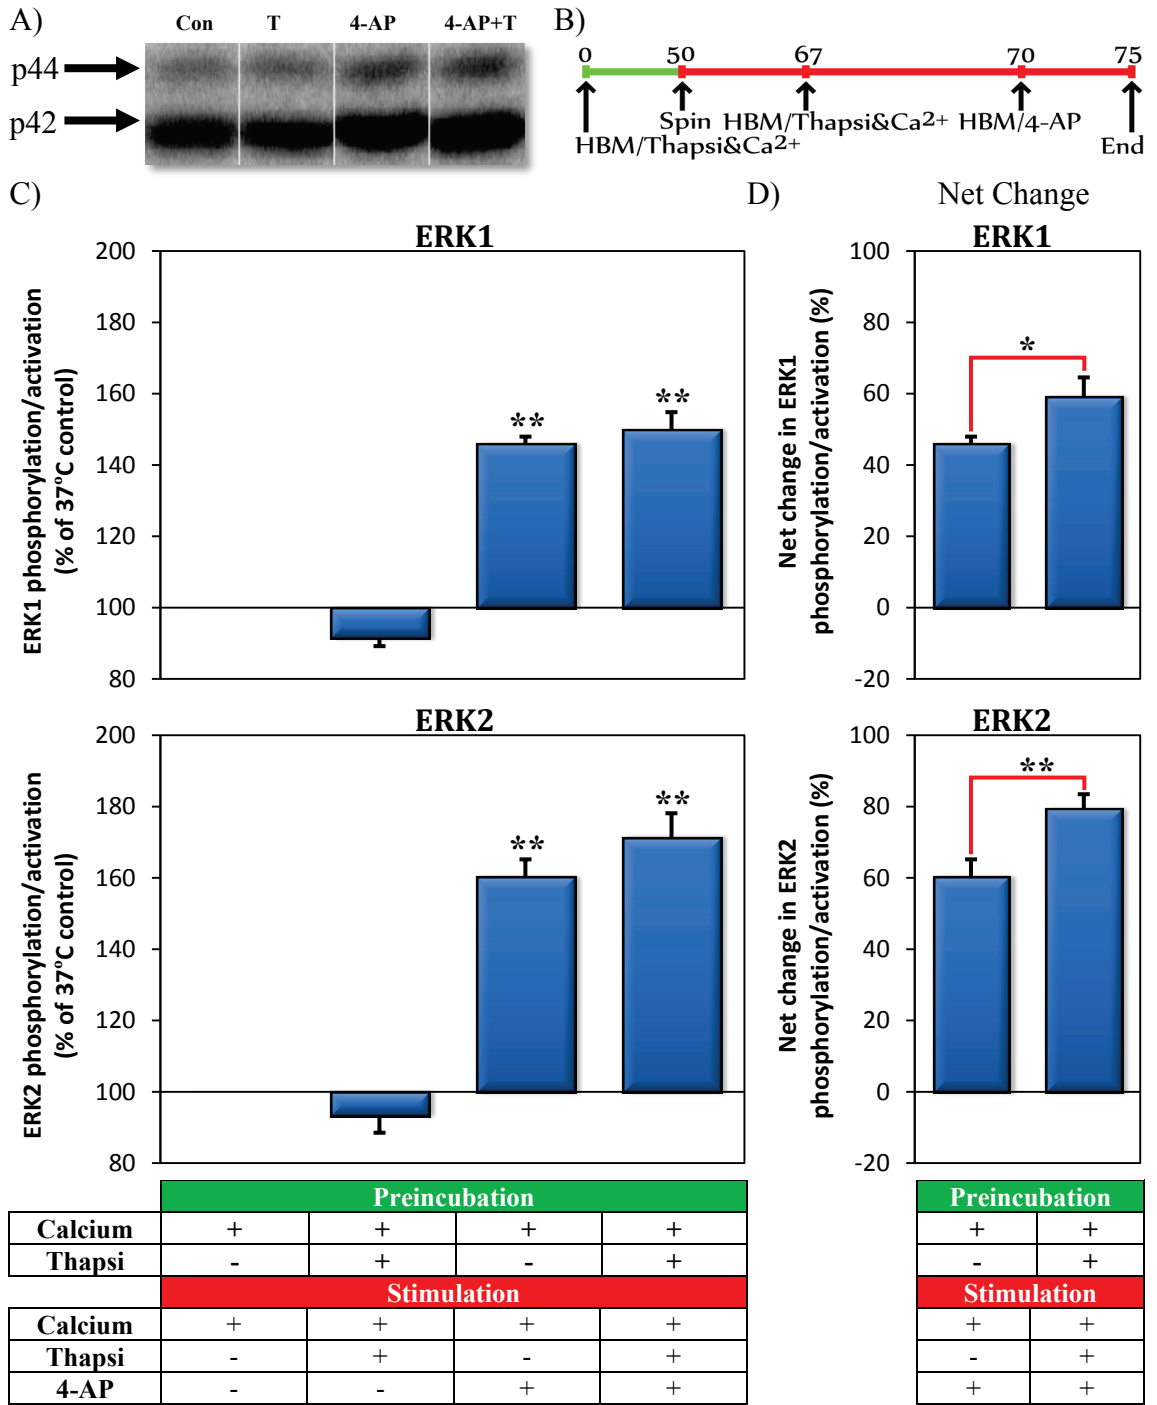 A)
Con T 4-AP 4-AP+T
p44
p42
B)
0 50 67 70 75
Spin HBM/Thapsi&Ca2+ HBM/4-AP
HBM/Thapsi&Ca2+ End
C)
ERK1
ERK1 phosphorylation/activation
(% of 37°C control)
200
180
160
140
120
100
80
**
**
D) Net Change
ERK1
Net change in ERK1
phosphorylation/activation (%)
100
80
60
40
20
0
-20
*
ERK2
ERK2 phosphorylation/activation
(% of 37°C control)
200
180
160
140
120
100
80
**
**
ERK2
Net change in ERK2
phosphorylation/activation (%)
100
80
60
40
20
0
-20
**
Preincubation
Calcium + + + +
Thapsi - + - +
Stimulation
Calcium + + + +
Thapsi - + - +
4-AP - - + +
Preincubation
+ +
- +
Stimulation
+ +
- +
+ +